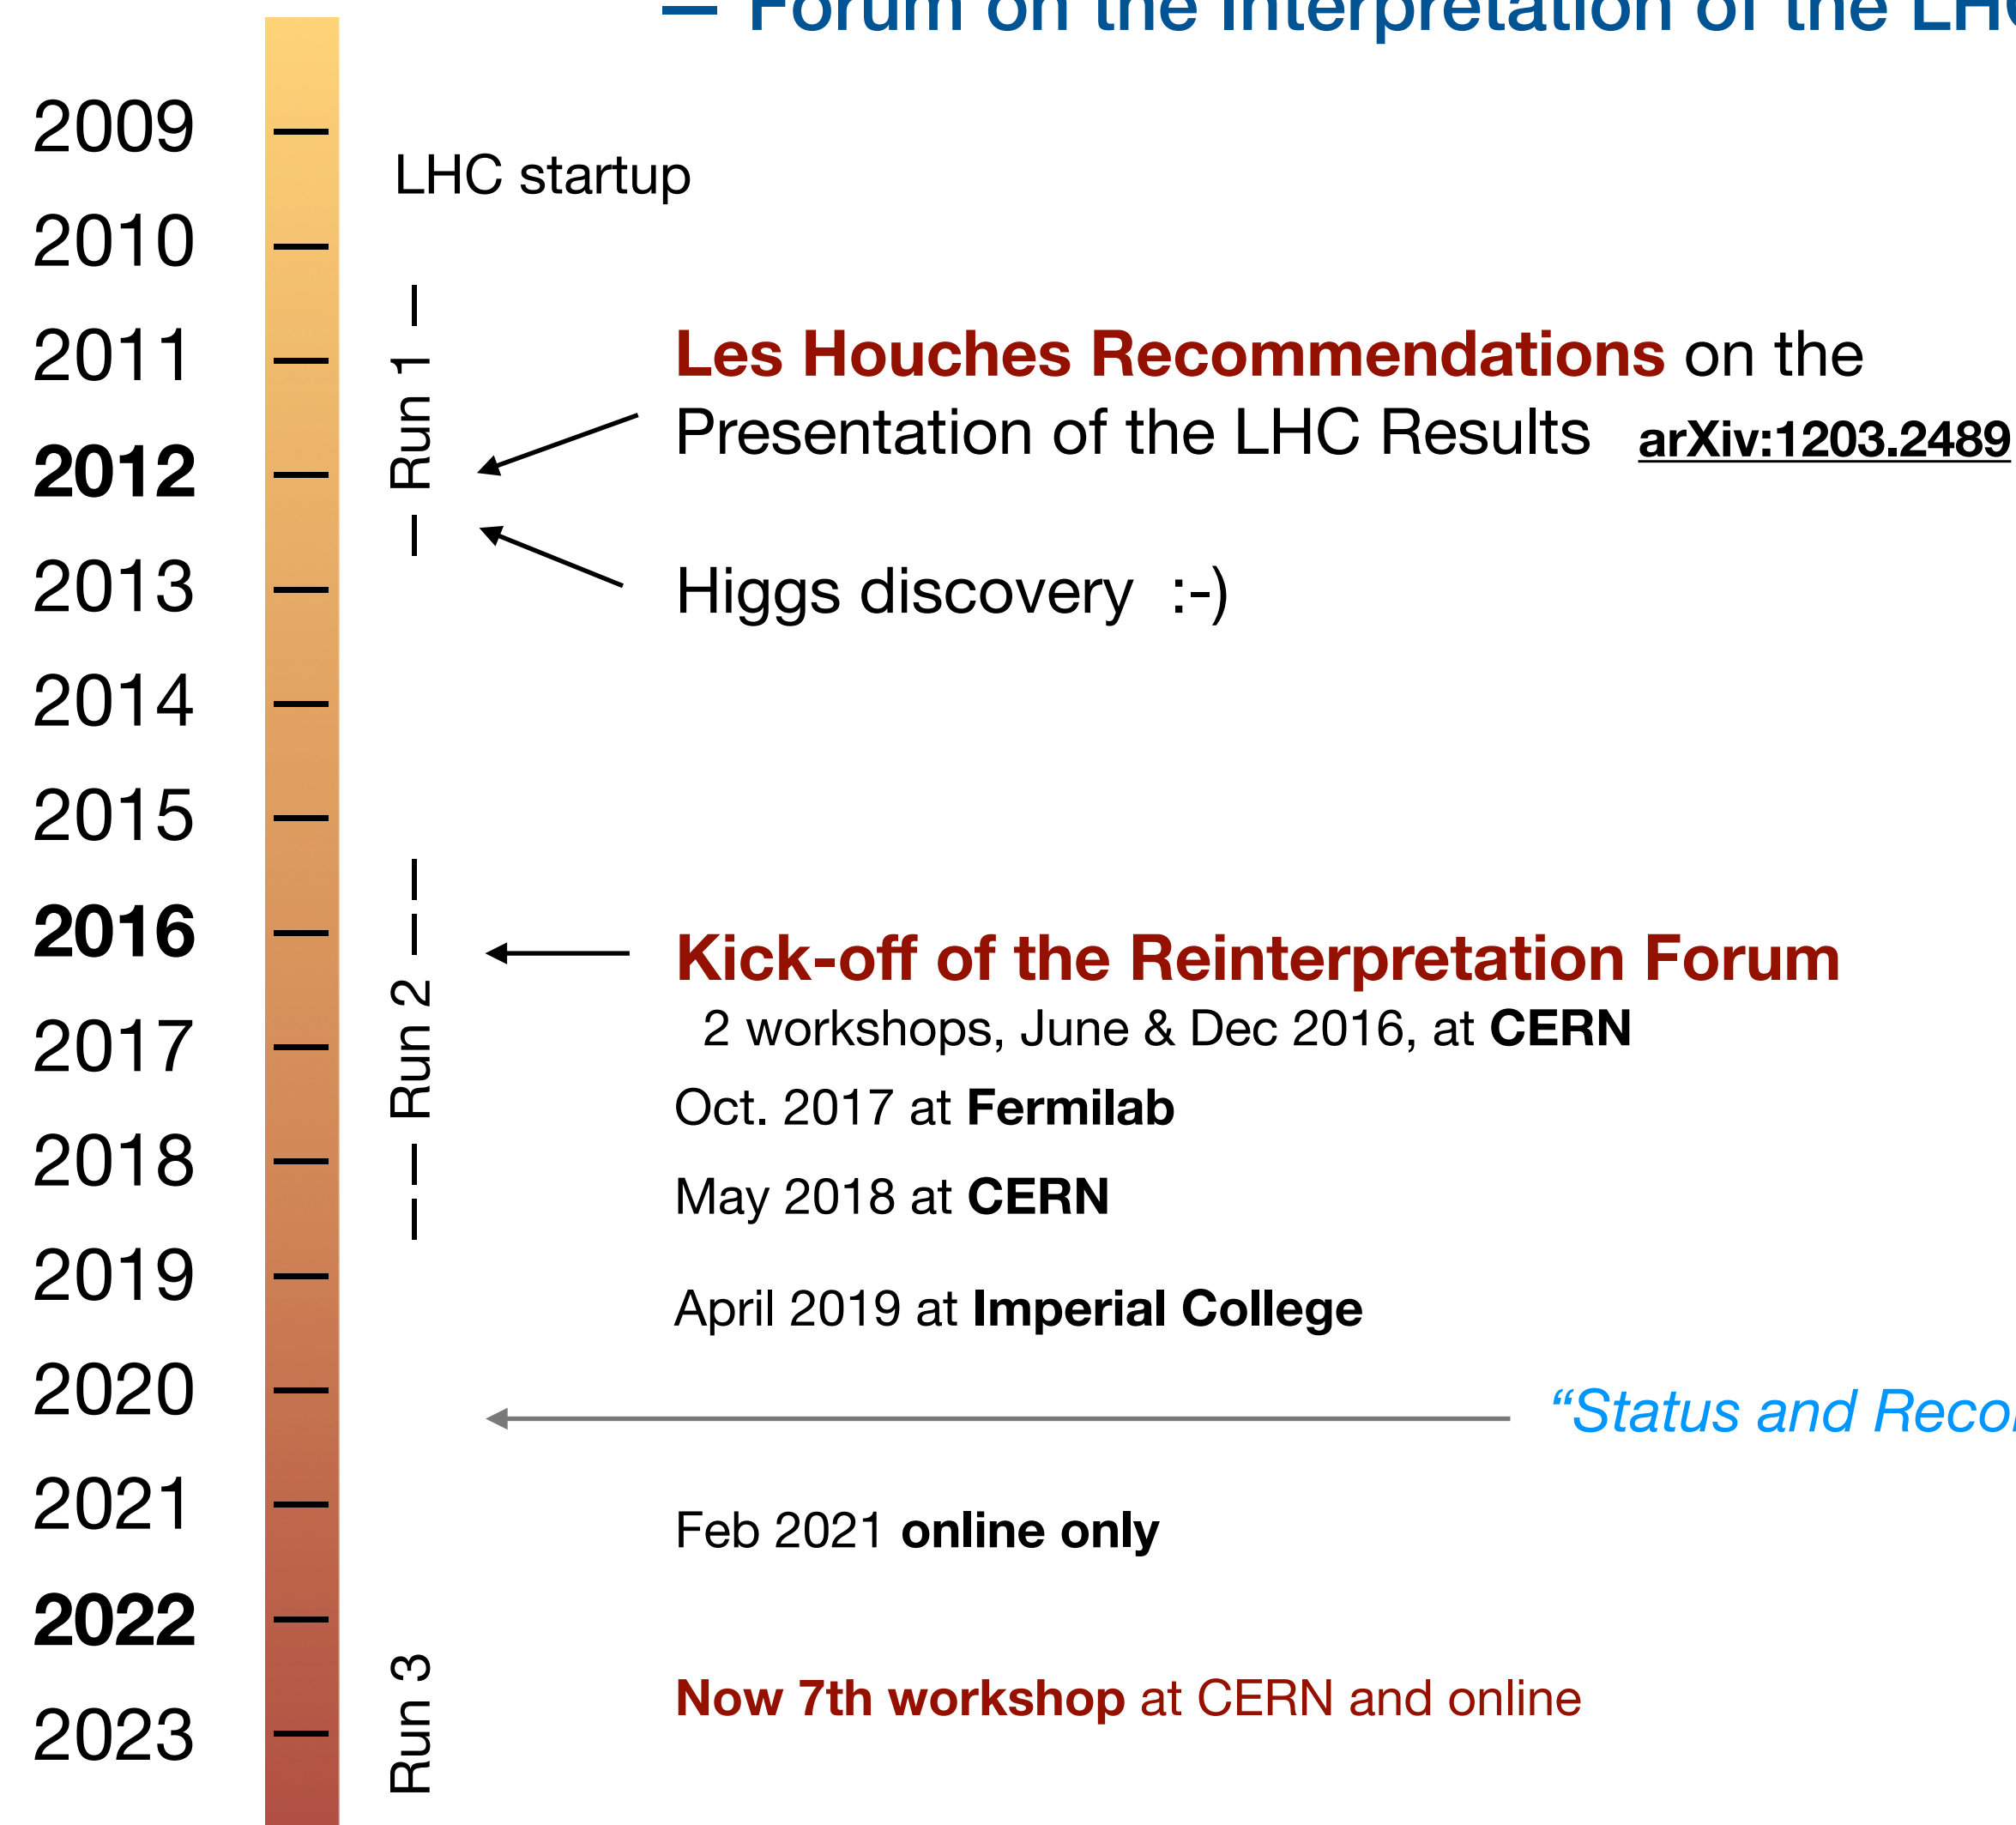 — Forum on the Interpretation of the LHC
2009
LHC startup
2010
2011
Les Houches Recommendations on the
— Run 1 —
Presentation of the LHC Results arXiv:1203.2489
2012
2013
Higgs discovery :-)
2014
2015
2016
Kick-off of the Reinterpretation Forum
2 workshops, June & Dec 2016, at CERN
2017
— — Run 2 — —
Oct. 2017 at Fermilab
2018
May 2018 at CERN
2019
April 2019 at Imperial College
2020
“Status and
2021
Feb 2021 online only
2022
Run 3
Now 7th workshop at CERN and online
2023